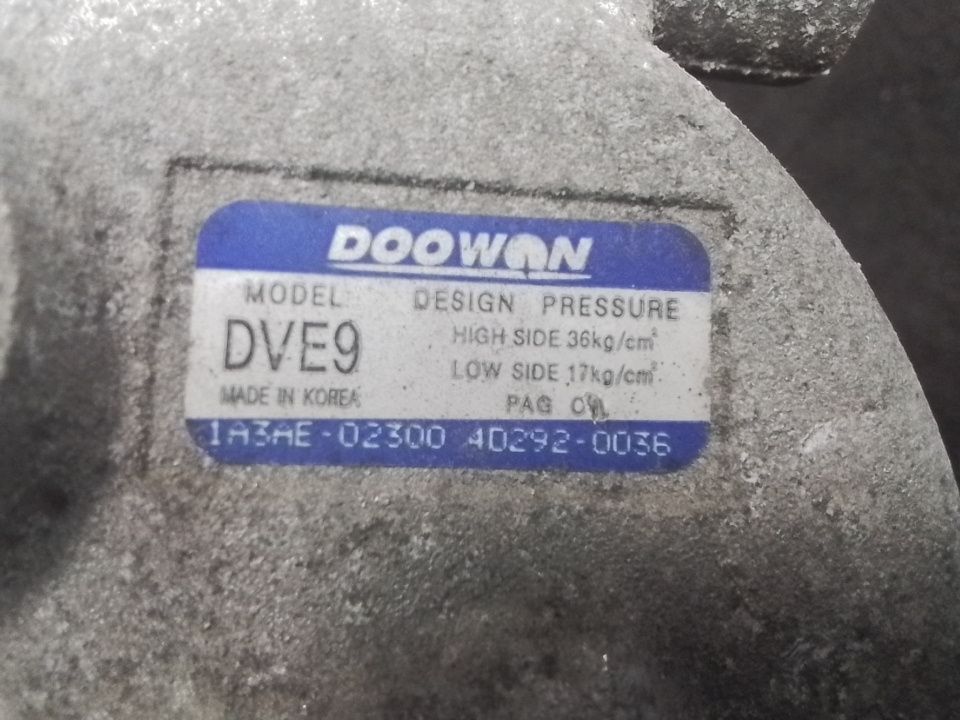 DOOWON
MODEL
DVE9
MADE IN KOREA
DESIGN PRESSURE
HIGH SIDE 36kg/cm²
LOW SIDE 17kg/cm²
PAG OIL
1A3AE-02300 4D292-0036